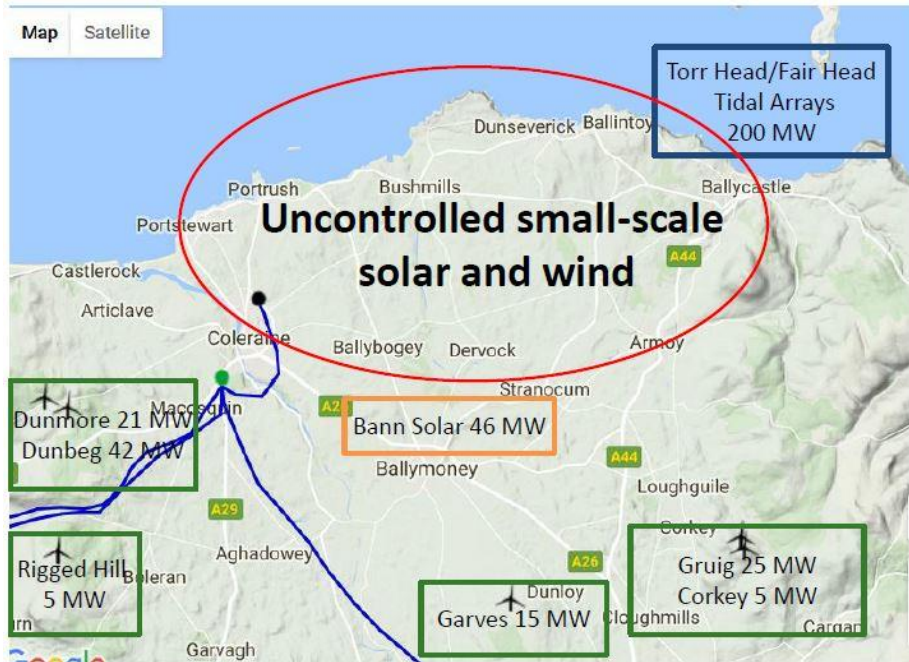 Map Satellite
Torr Head/Fair Head
Tidal Arrays
200 MW
Dunseverick Ballintoy
Portrush Bushmills Ballycastle
Portstewart
Uncontrolled small-scale
solar and wind
A44
Castlerock
Articlave
Coleraine
Ballybogey Dervock Armoy
Stranocum
Macosquin
Dunmore 21 MW
Dunbeg 42 MW
Bann Solar 46 MW
Ballymoney
A44
Loughguile
A29
Corkey
Aghadowey
A26
Gruig 25 MW
Corkey 5 MW
Rigged Hill
5 MW
Boleran
Dunloy
Garves 15 MW
Cloughmills
Cargan
Garvagh
Google